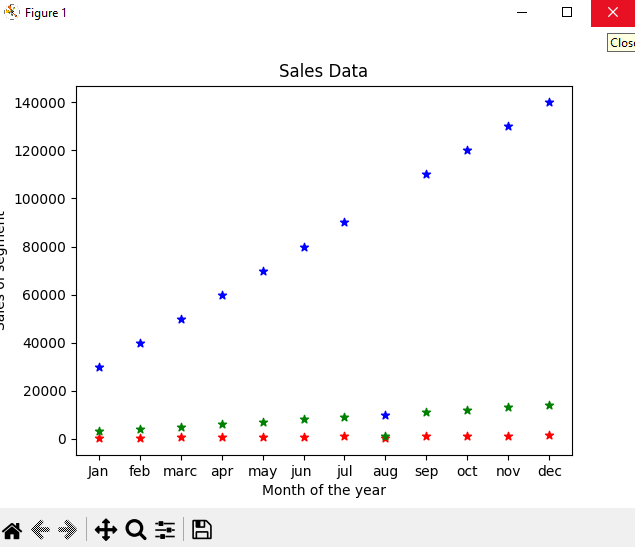 Figure 1
Clos
Sales Data
140000
120000
100000
80000
60000
40000
20000
0
Sales of segment
Jan feb marc apr may jun jul aug sep oct nov dec
Month of the year